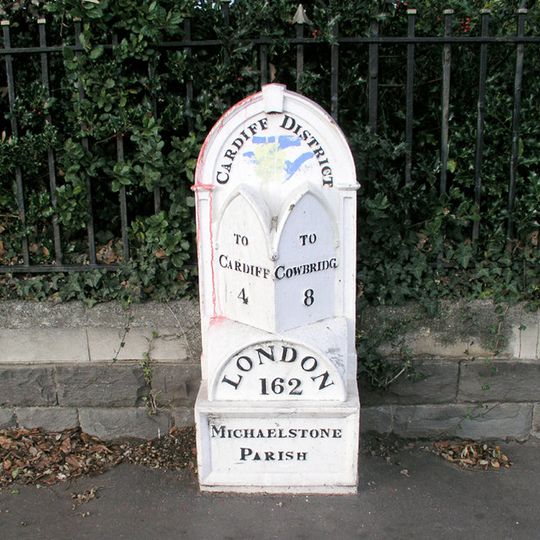 CARDIFF DISTRICT
TO
CARDIFF
4
TO
COWBRIDG
8
LONDON
162
MICHAELSTONE
PARISH